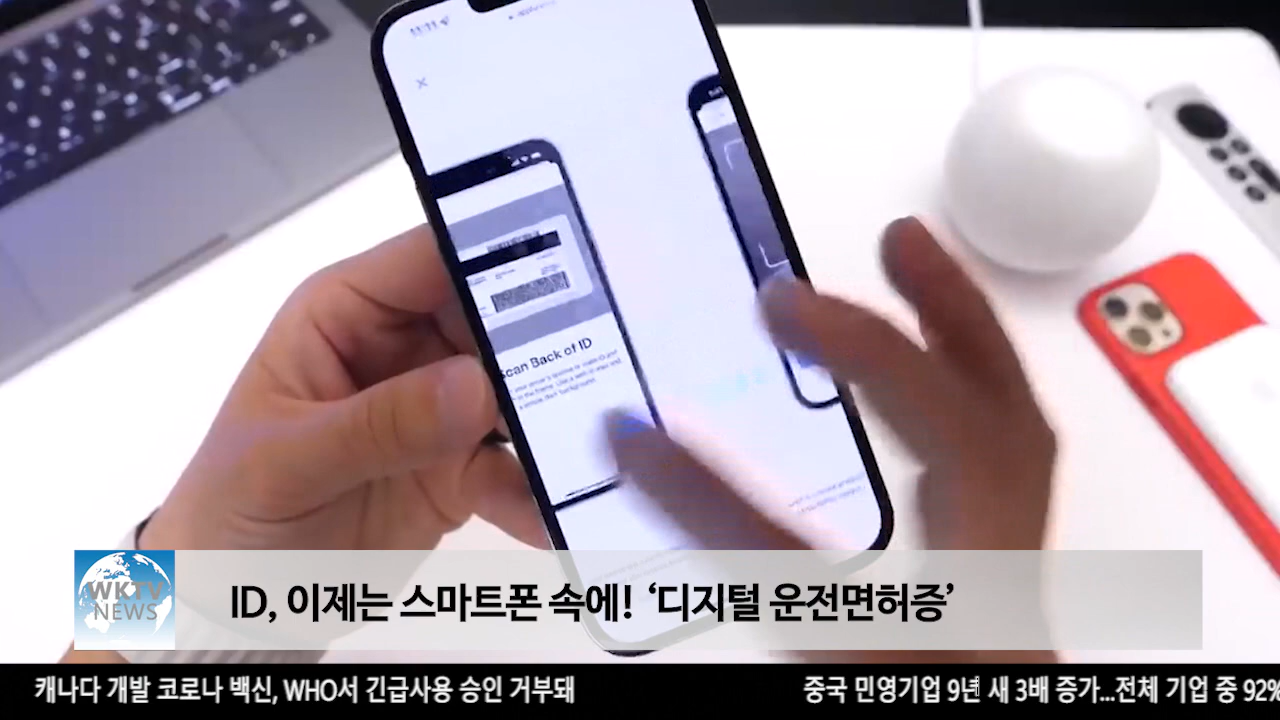 11:11
Scan Back of ID
WKTV
NEWS
ID, 이제는 스마트폰 속에! ‘디지털 운전면허증’
캐나다 개발 코로나 백신, WHO서 긴급사용 승인 거부돼
중국 민영기업 9년 새 3배 증가...전체 기업 중 92%